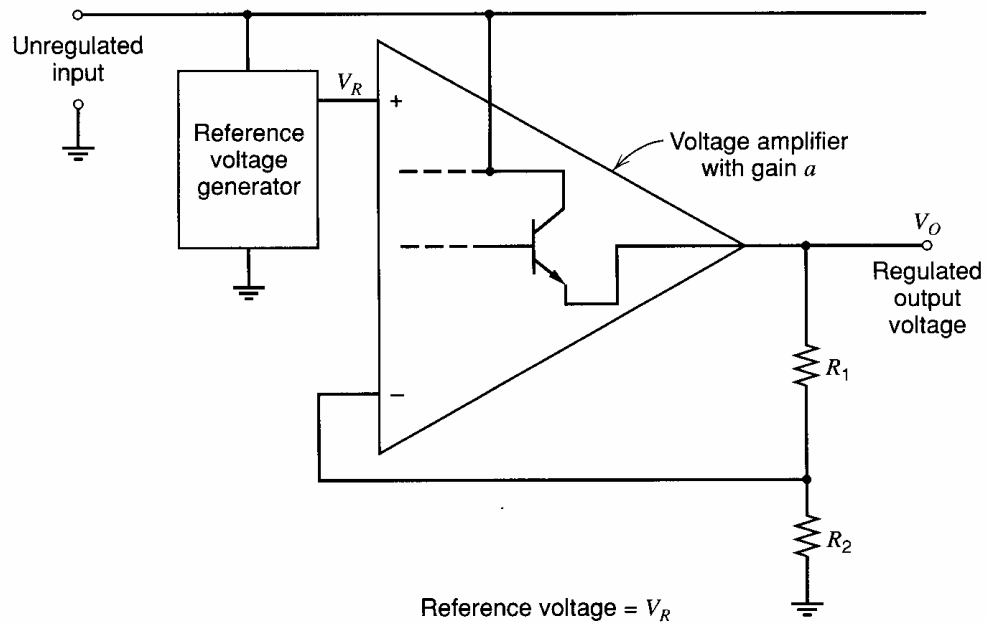 Unregulated
input
V_R
+
Reference
voltage
generator
Voltage amplifier
with gain a
V_O
Regulated
output
voltage
R_1
−
R_2
Reference voltage = V_R